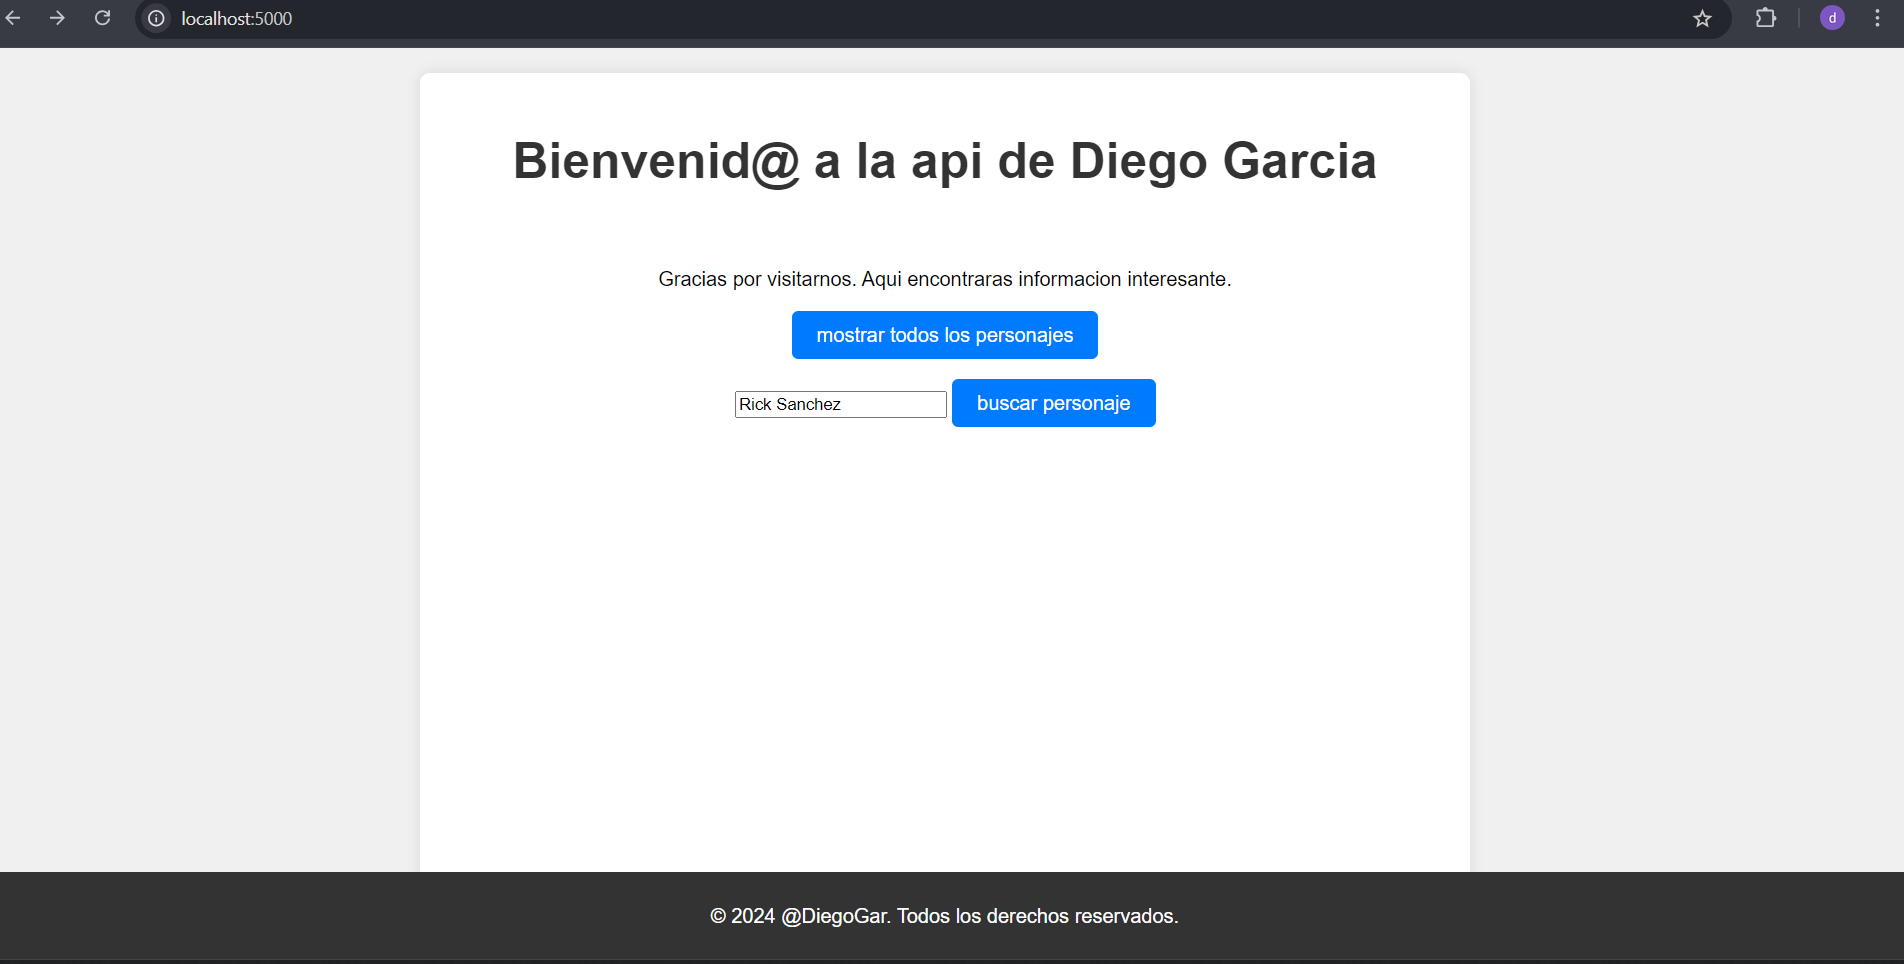 localhost:5000
d
Bienvenid@ a la api de Diego Garcia
Gracias por visitarnos. Aqui encontraras informacion interesante.
mostrar todos los personajes
Rick Sanchez
buscar personaje
© 2024 @DiegoGar. Todos los derechos reservados.